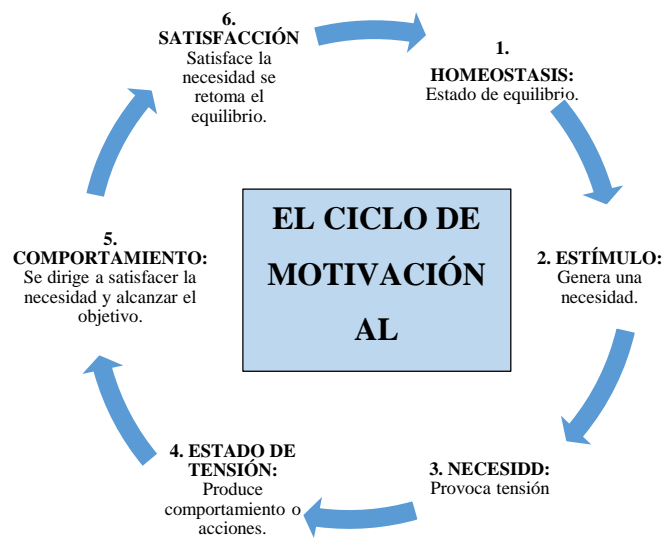 EL CICLO DE
MOTIVACIÓN
AL
1.
HOMEOSTASIS:
Estado de equilibrio.
2. ESTÍMULO:
Genera una
necesidad.
3. NECESIDD:
Provoca tensión
4. ESTADO DE
TENSIÓN:
Produce
comportamiento o
acciones.
5.
COMPORTAMIENTO:
Se dirige a satisfacer la
necesidad y alcanzar el
objetivo.
6.
SATISFACCIÓN
Satisface la
necesidad se
retoma el
equilibrio.